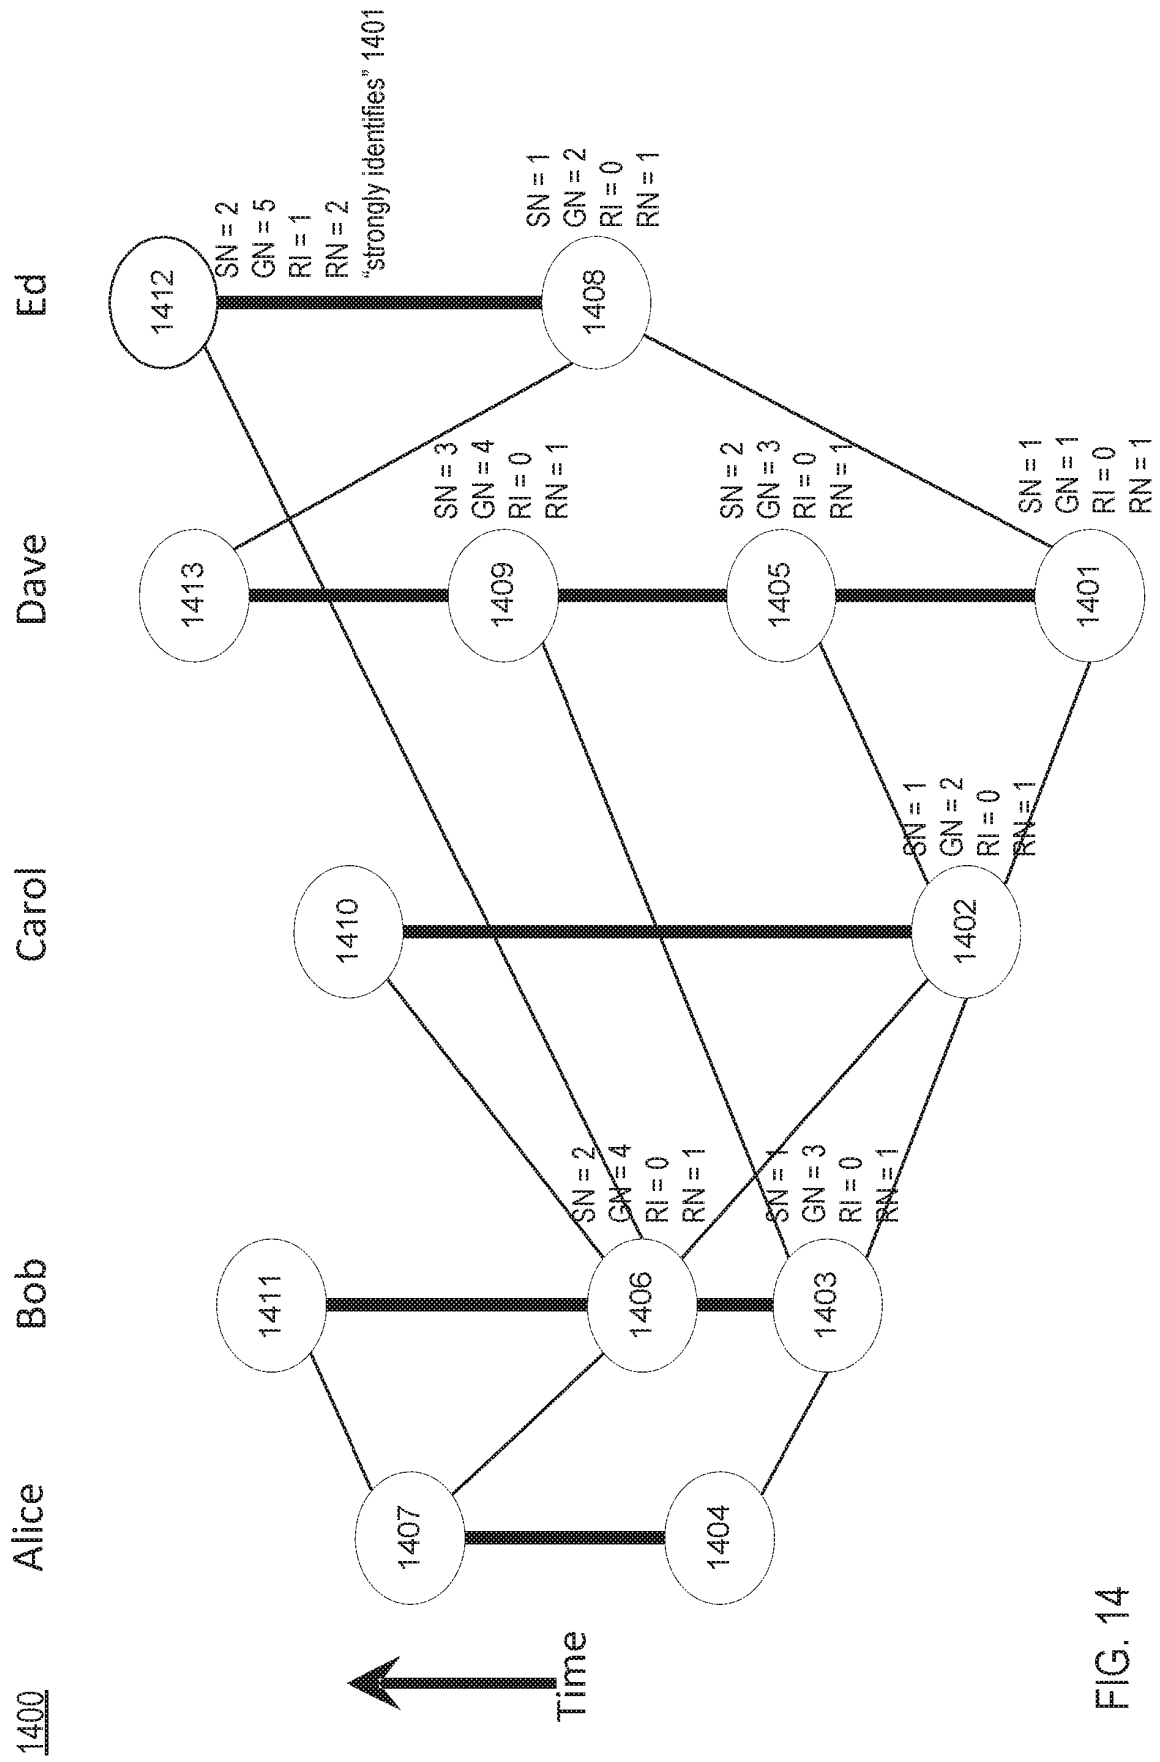 1400
Alice
Bob
Carol
Dave
Ed
Time
1412
SN = 2
GN = 5
RI = 1
RN = 2
"strongly identifies" 1401
1413
1411
1410
1407
1409
SN = 3
GN = 4
RI = 0
RN = 1
1408
SN = 1
GN = 2
RI = 0
RN = 1
1406
SN = 2
GN = 4
RI = 0
RN = 1
1404
1405
SN = 2
GN = 3
RI = 0
RN = 1
1403
SN = 1
GN = 3
RI = 0
RN = 1
1402
SN = 1
GN = 2
RI = 0
RN = 1
1401
SN = 1
GN = 1
RI = 0
RN = 1
FIG. 14